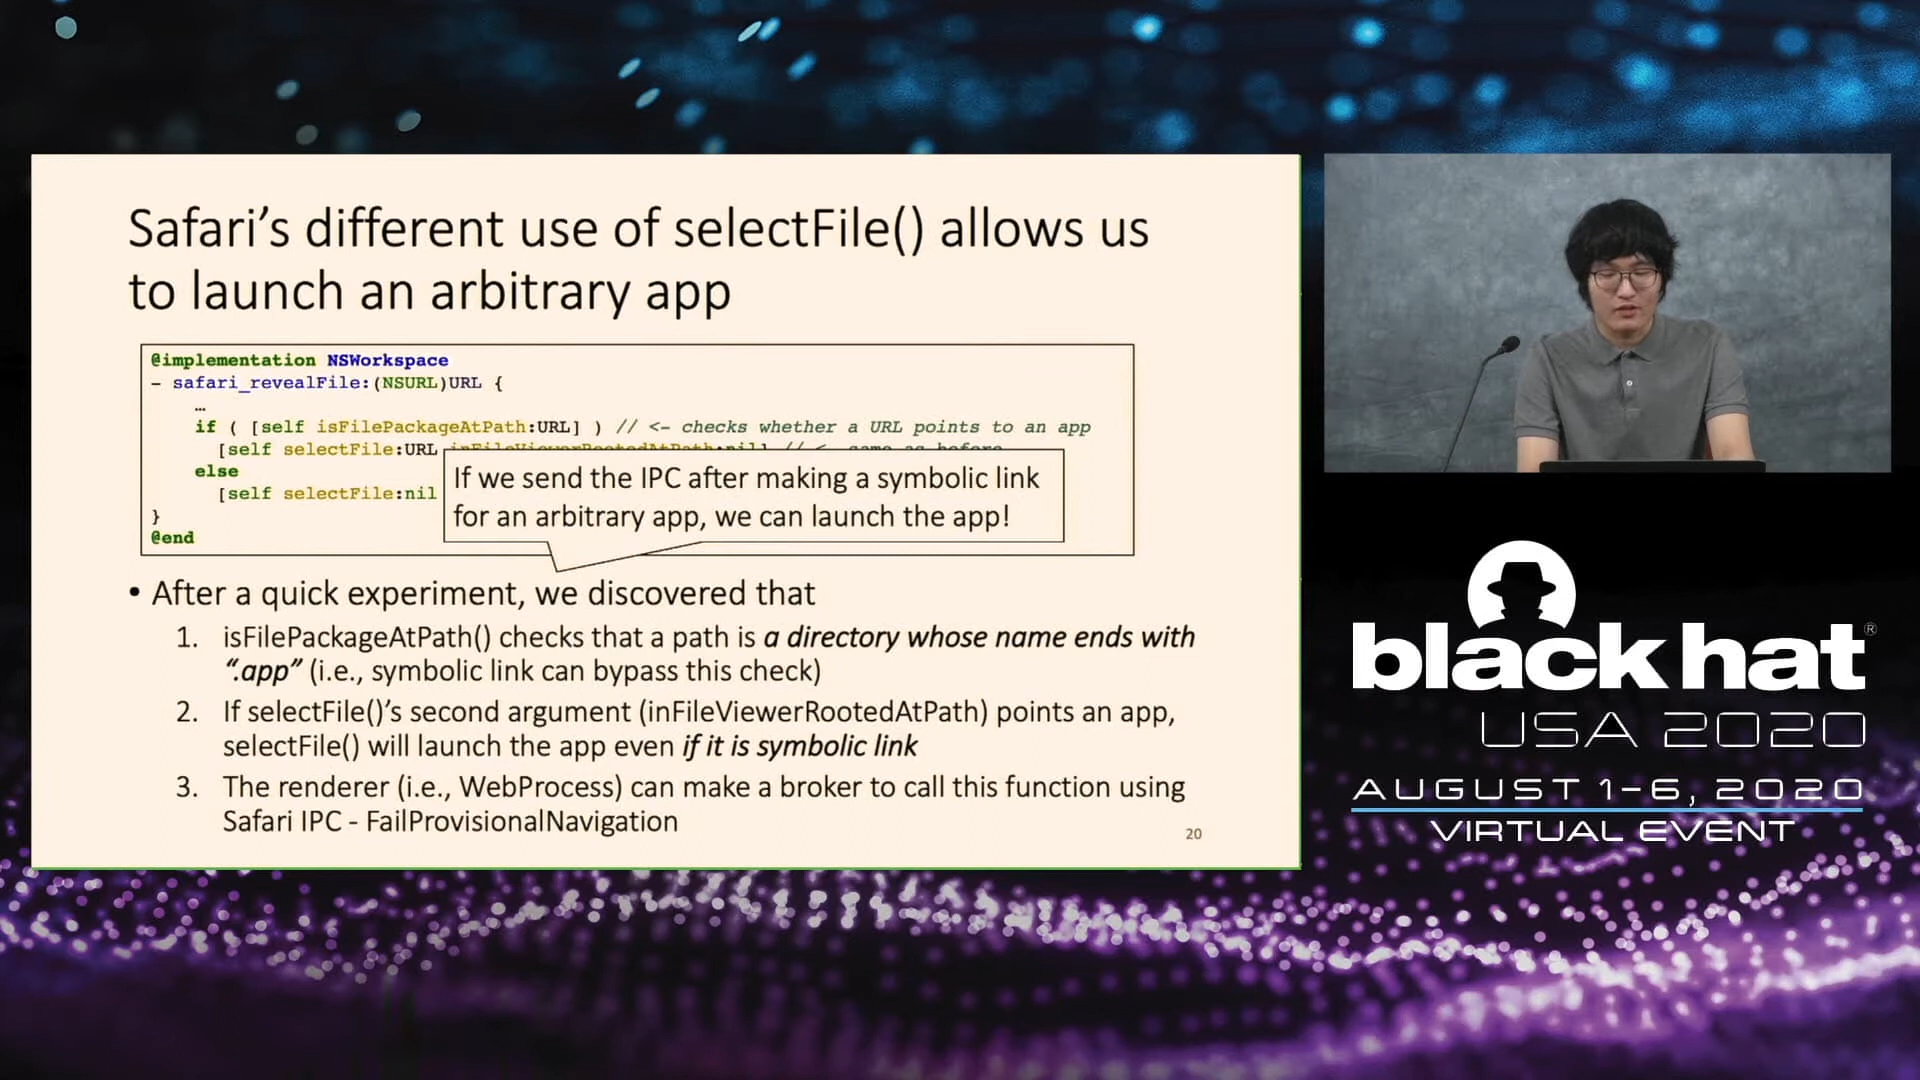 Safari's different use of selectFile() allows us
to launch an arbitrary app
@implementation NSWorkspace
- safari_revealFile:(NSURL)URL {
…
if ( [self isFilePackageAtPath:URL] ) // <- checks whether a URL points to an app
[self selectFile:URL inFileViewerRootedAtPath:nil] // <- same as before
else
[self selectFile:nil
}
@end
If we send the IPC after making a symbolic link
for an arbitrary app, we can launch the app!
• After a quick experiment, we discovered that
1. isFilePackageAtPath() checks that a path is a directory whose name ends with
".app" (i.e., symbolic link can bypass this check)
2. If selectFile()'s second argument (inFileViewerRootedAtPath) points an app,
selectFile() will launch the app even if it is symbolic link
3. The renderer (i.e., WebProcess) can make a broker to call this function using
Safari IPC - FailProvisionalNavigation
20
black hat®
USA 2020
AUGUST 1-6, 2020
VIRTUAL EVENT